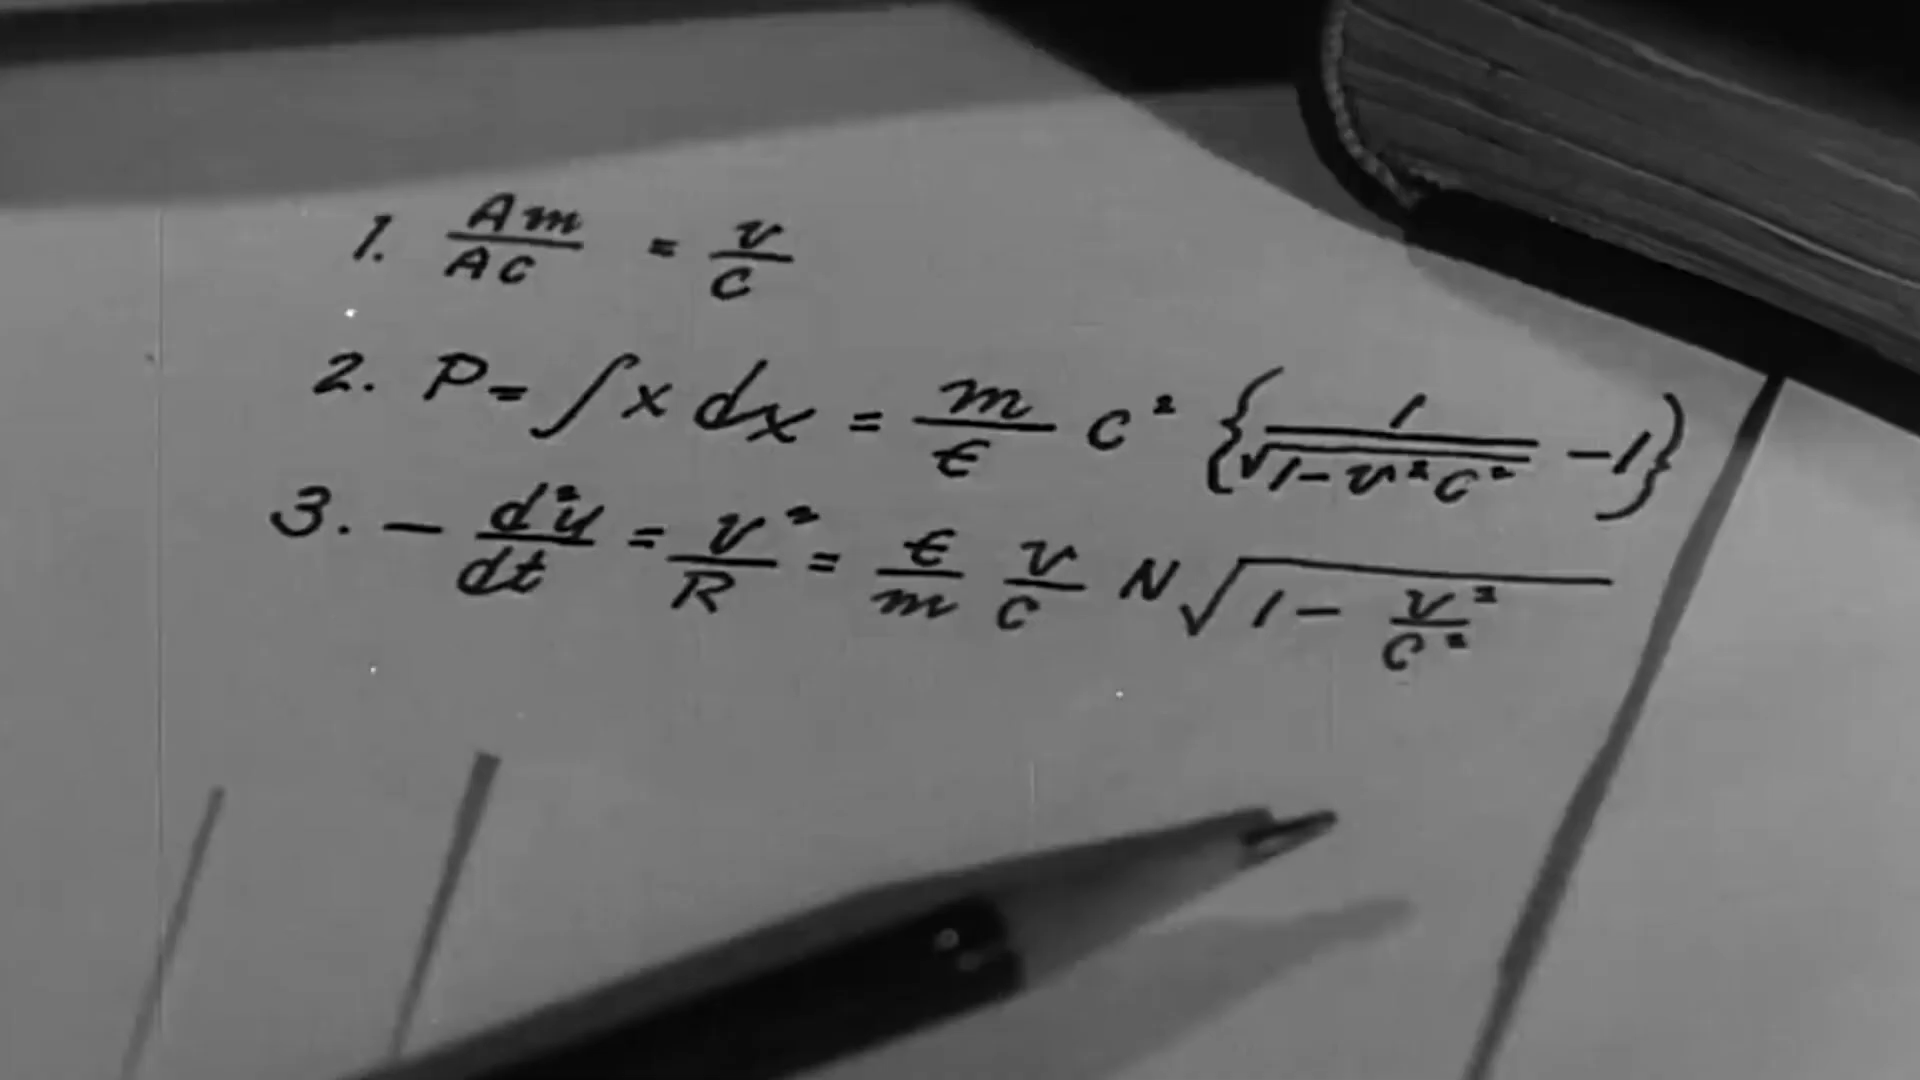 1. Am/Ac = v/c
2. P = ∫x dx = m/ϵ c² {1/√1-v²c² -1}
3. - d²y/dt = v²/R = ϵ/m v/c N√1 - v²/c²